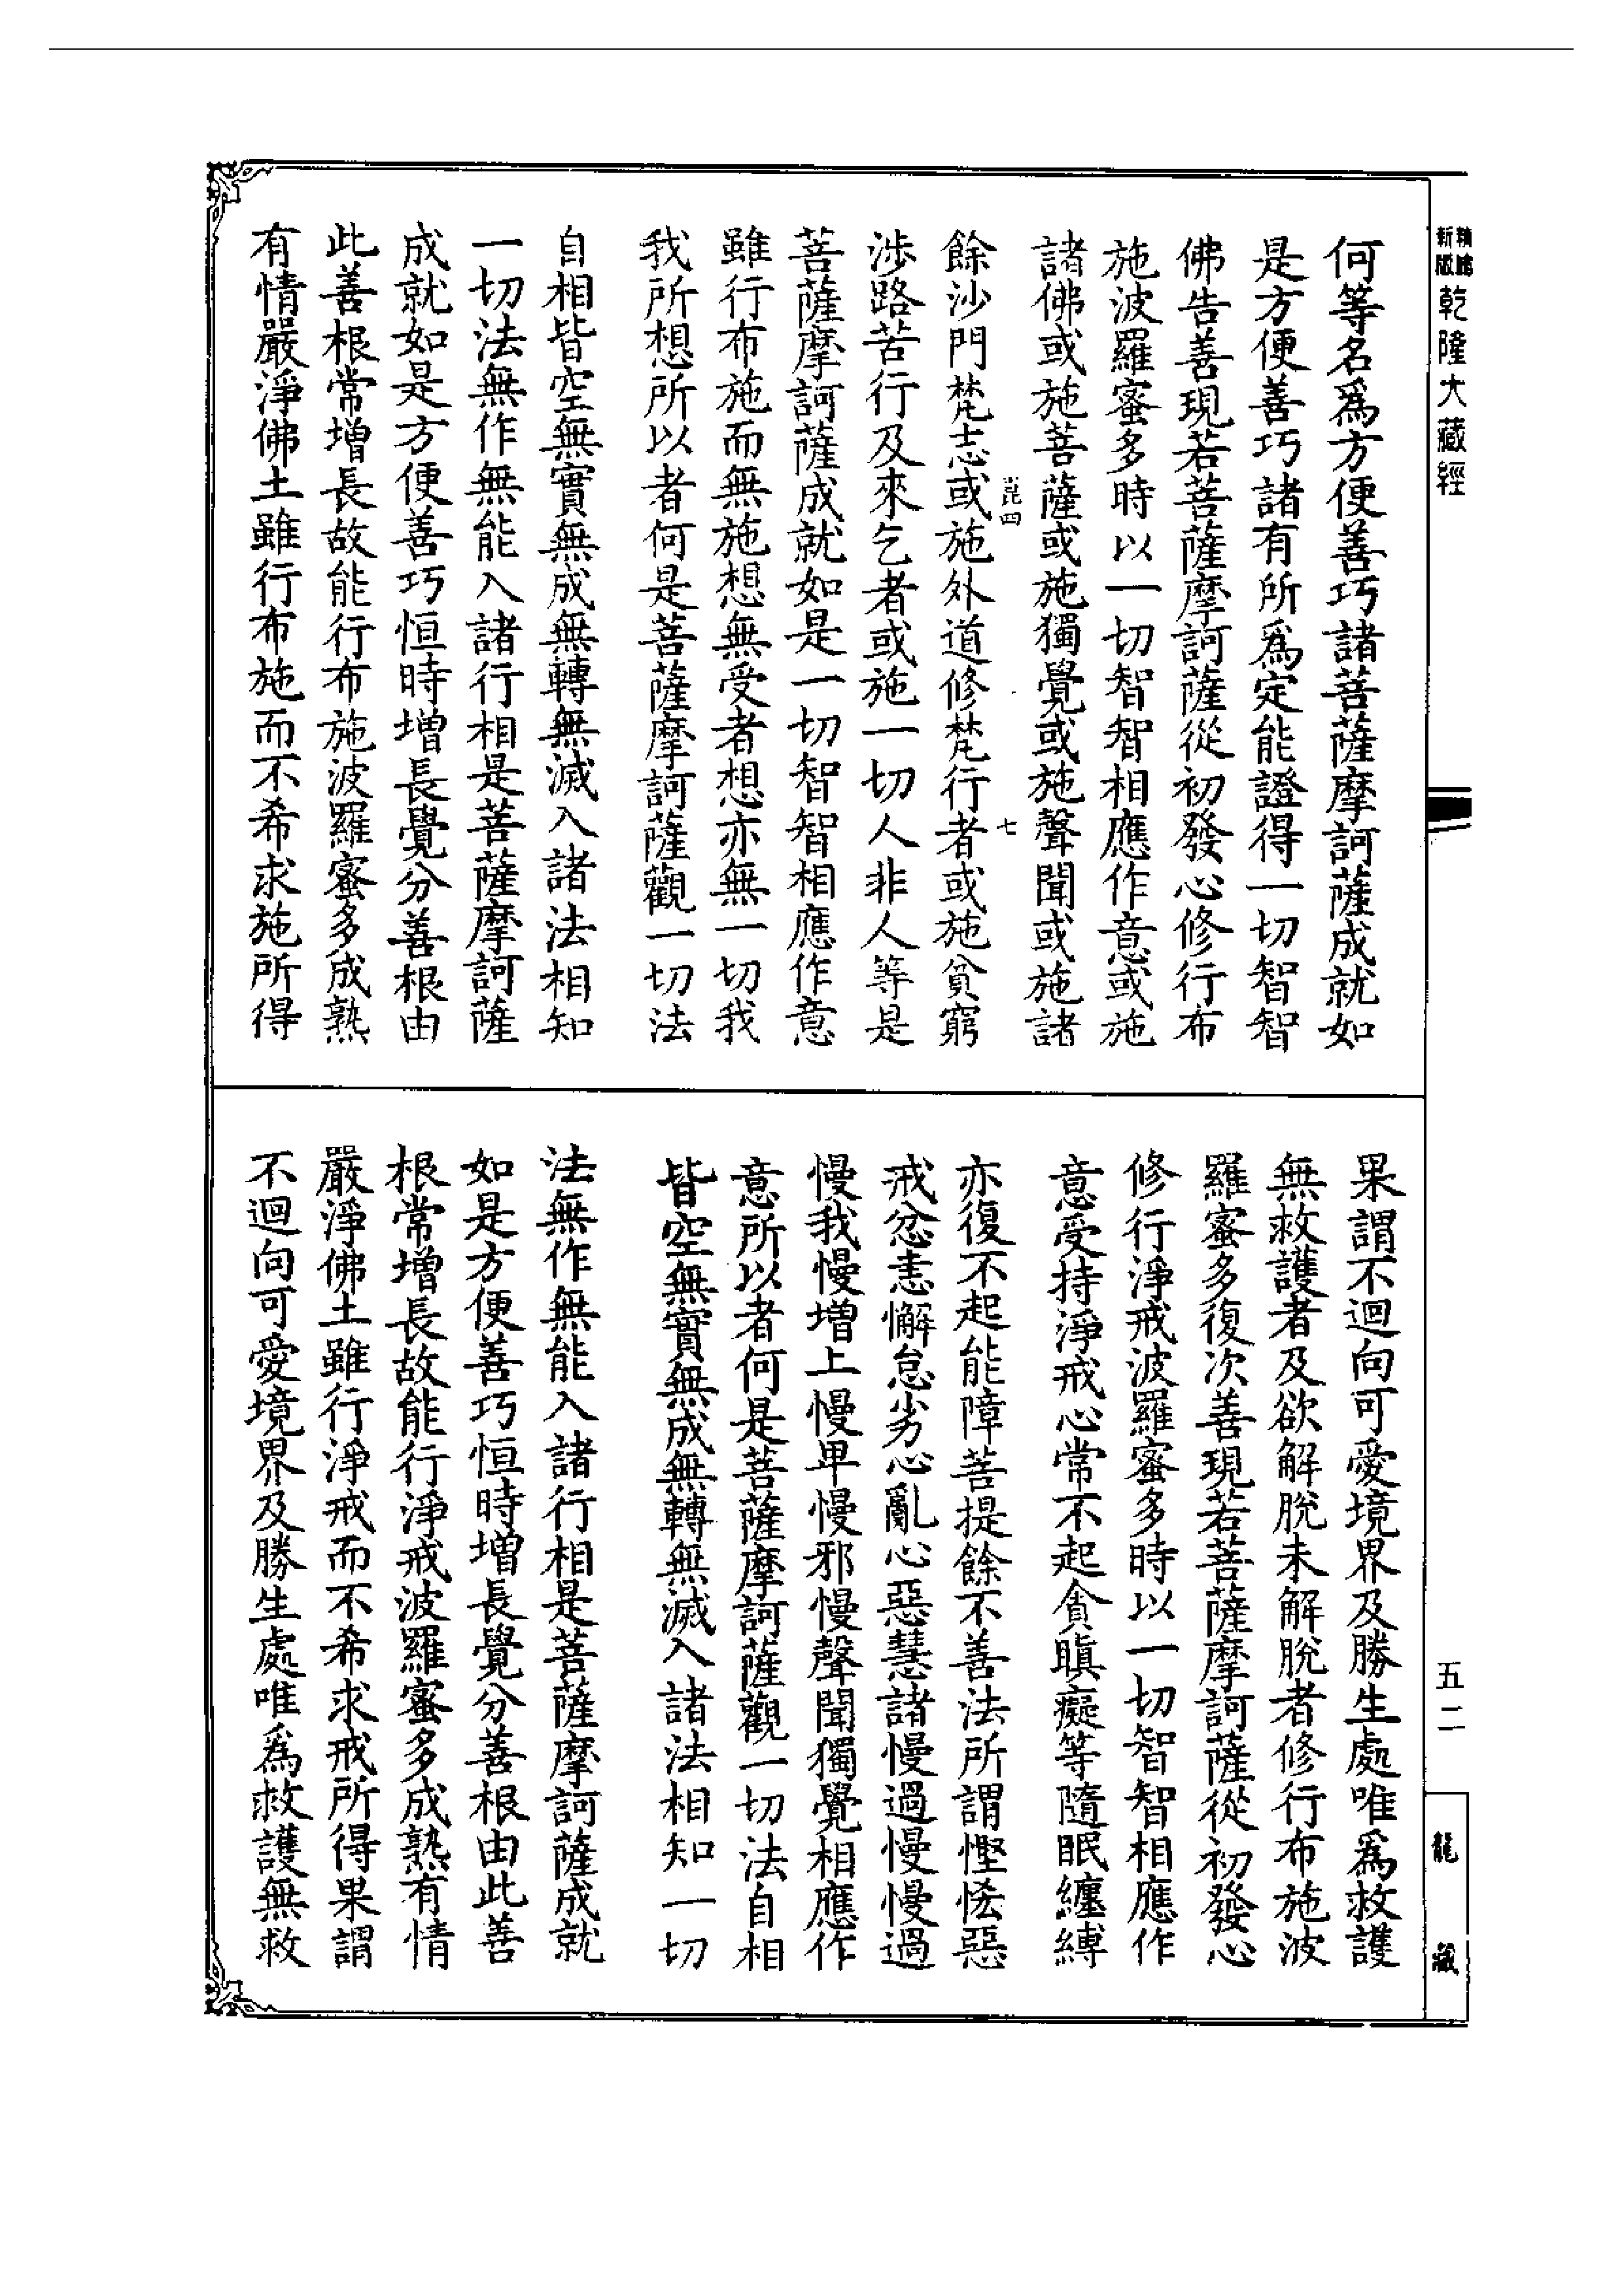 新版
乾隆大藏經
五二
龍藏
何等名爲方便善巧諸菩薩摩訶薩成就如
是方便善巧諸有所爲定能證得一切智智
佛告善現若菩薩摩訶薩從初發心修行布
施波羅蜜多時以一切智智相應作意或施
諸佛或施菩薩或施獨覺或施聲聞或施諸
崑四
七
餘沙門梵志或施外道修梵行者或施貧窮
涉路苦行及來乞者或施一切人非人等是
菩薩摩訶薩成就如是一切智智相應作意
雖行布施而無施想無受者想亦無一切我
我所想所以者何是菩薩摩訶薩觀一切法
自相皆空無實無成無轉無滅入諸法相知
一切法無作無能入諸行相是菩薩摩訶薩
成就如是方便善巧恒時增長覺分善根由
此善根常增長故能行布施波羅蜜多成熟
有情嚴淨佛土雖行布施而不希求施所得
果謂不迴向可愛境界及勝生處唯爲救護
無救護者及欲解脫未解脫者修行布施波
羅蜜多復次善現若菩薩摩訶薩從初發心
修行淨戒波羅蜜多時以一切智智相應作
意受持淨戒心常不起貪瞋癡等隨眠纏縛
亦復不起能障菩提餘不善法所謂慳悋惡
戒忿恚懈怠劣心亂心惡慧諸慢過慢慢過
慢我慢增上慢卑慢邪慢聲聞獨覺相應作
意所以者何是菩薩摩訶薩觀一切法自相
皆空無實無成無轉無滅入諸法相知一切
法無作無能入諸行相是菩薩摩訶薩成就
如是方便善巧恒時增長覺分善根由此善
根常增長故能行淨戒波羅蜜多成熟有情
嚴淨佛土雖行淨戒而不希求戒所得果謂
不迴向可愛境界及勝生處唯爲救護無救